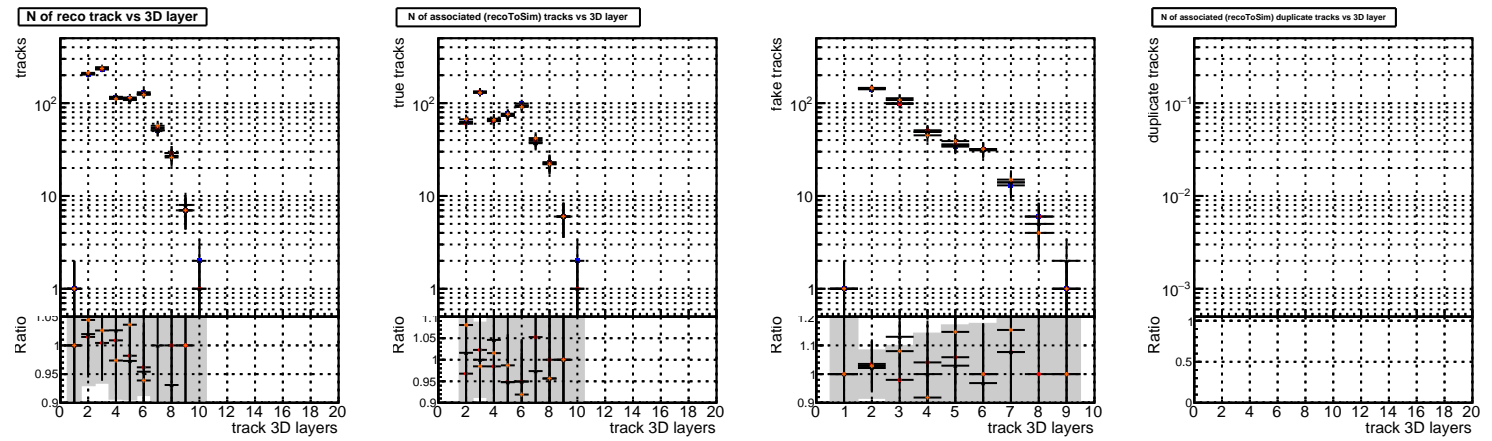 N of reco track vs 3D layer
tracks
10²
10
1
Ratio
1.05
1
0.95
0.9
0 2 4 6 8 10 12 14 16 18 20
track 3D layers
N of associated (recoToSim) tracks vs 3D layer
true tracks
10²
10
1
Ratio
1.1
1.05
1
0.95
0.9
0 2 4 6 8 10 12 14 16 18 20
track 3D layers
fake tracks
10²
10
1
Ratio
1.2
1.1
1
0.9
0 1 2 3 4 5 6 7 8 9 10
track 3D layers
N of associated (recoToSim) duplicate tracks vs 3D layer
duplicate tracks
10⁻¹
10⁻²
10⁻³
Ratio
1
0.5
0
0 2 4 6 8 10 12 14 16 18 20
track 3D layers